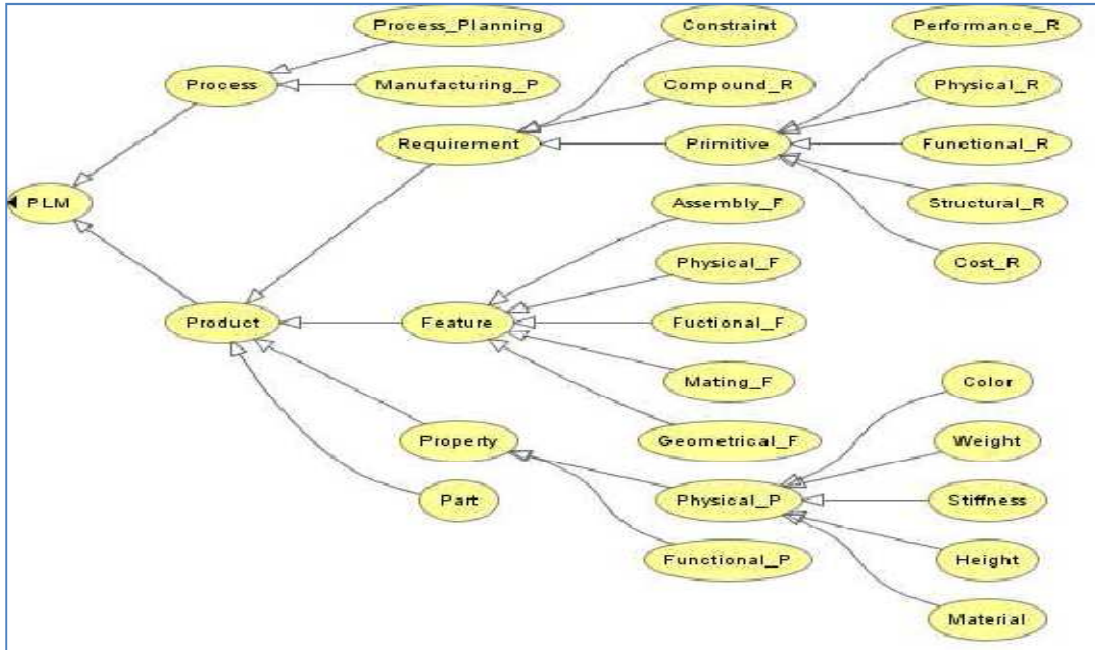 Process_Planning
Constraint
Performance_R
Process
Manufacturing_P
Compound_R
Physical_R
Requirement
Primitive
Functional_R
PLM
Assembly_F
Structural_R
Physical_F
Cost_R
Product
Feature
Fuctional_F
Mating_F
Color
Property
Geometrical_F
Weight
Part
Physical_P
Stiffness
Functional_P
Height
Material